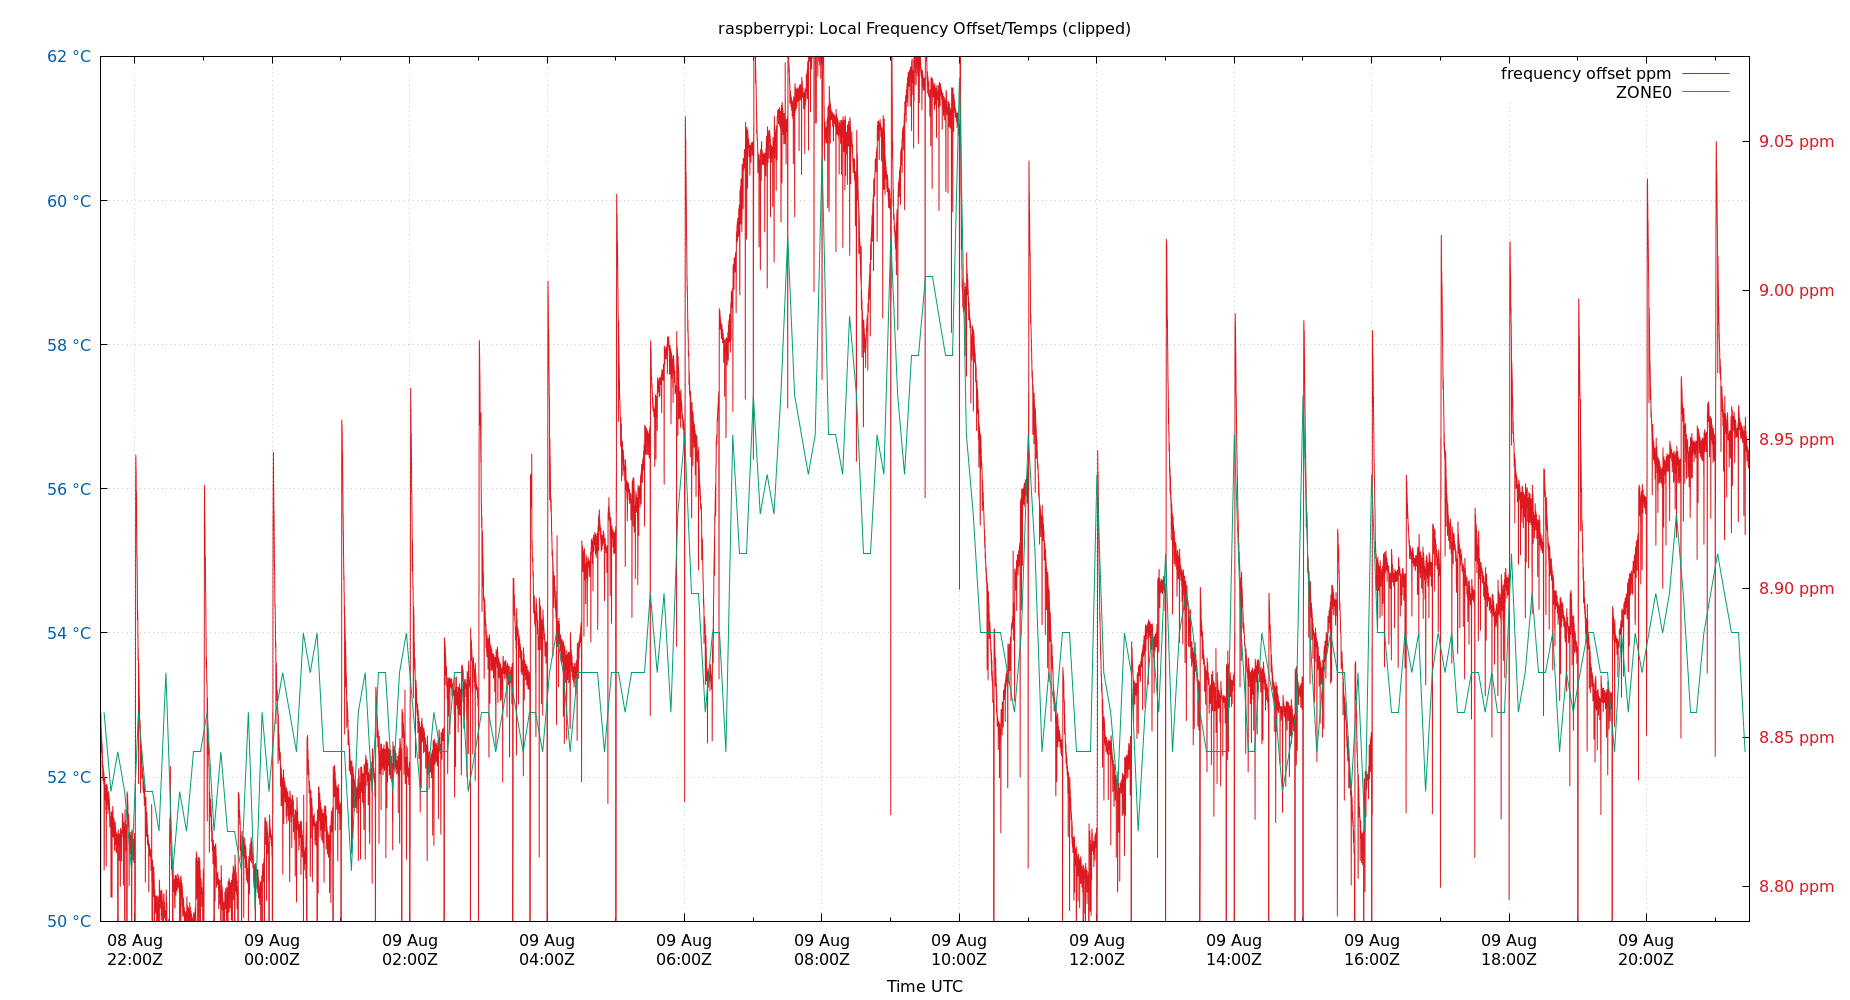 raspberrypi: Local Frequency Offset/Temps (clipped)
frequency offset ppm
ZONE0
62 °C
60 °C
58 °C
56 °C
54 °C
52 °C
50 °C
9.05 ppm
9.00 ppm
8.95 ppm
8.90 ppm
8.85 ppm
8.80 ppm
08 Aug
22:00Z
09 Aug
00:00Z
09 Aug
02:00Z
09 Aug
04:00Z
09 Aug
06:00Z
09 Aug
08:00Z
09 Aug
10:00Z
09 Aug
12:00Z
09 Aug
14:00Z
09 Aug
16:00Z
09 Aug
18:00Z
09 Aug
20:00Z
Time UTC